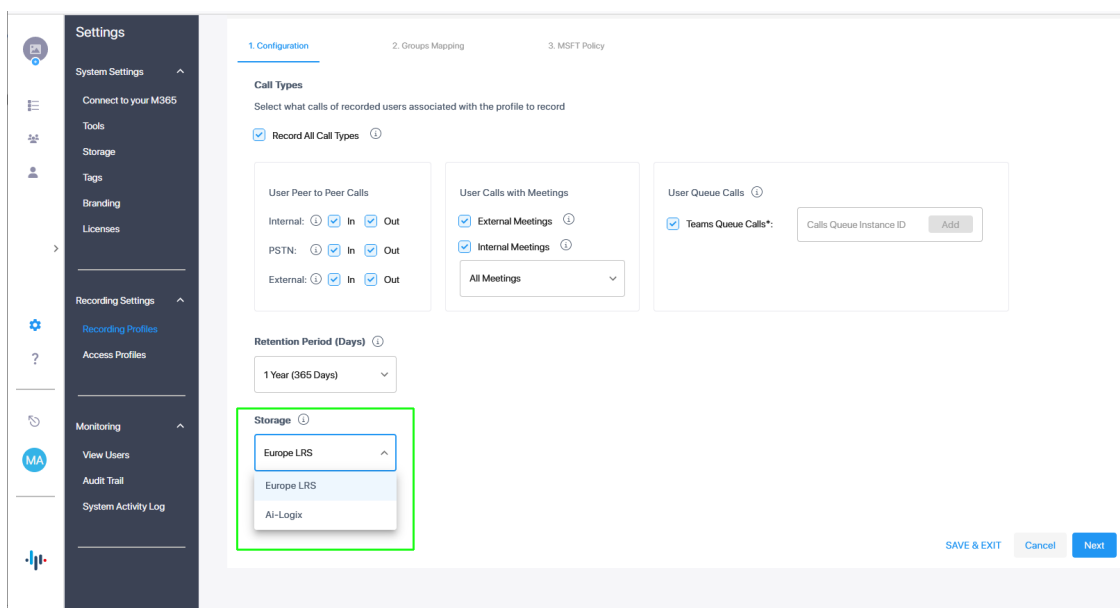 Settings
System Settings
Connect to your M365
Tools
Storage
Tags
Branding
Licenses
Recording Settings
Recording Profiles
Access Profiles
Monitoring
View Users
Audit Trail
System Activity Log
?
MA
1. Configuration 2. Groups Mapping 3. MSFT Policy
Call Types
Select what calls of recorded users associated with the profile to record
Record All Call Types
User Peer to Peer Calls
Internal: In Out
PSTN: In Out
External: In Out
User Calls with Meetings
External Meetings
Internal Meetings
All Meetings
User Queue Calls
Teams Queue Calls*: Calls Queue Instance ID Add
Retention Period (Days)
1 Year (365 Days)
Storage
Europe LRS
Europe LRS
Ai-Logix
SAVE & EXIT Cancel Next